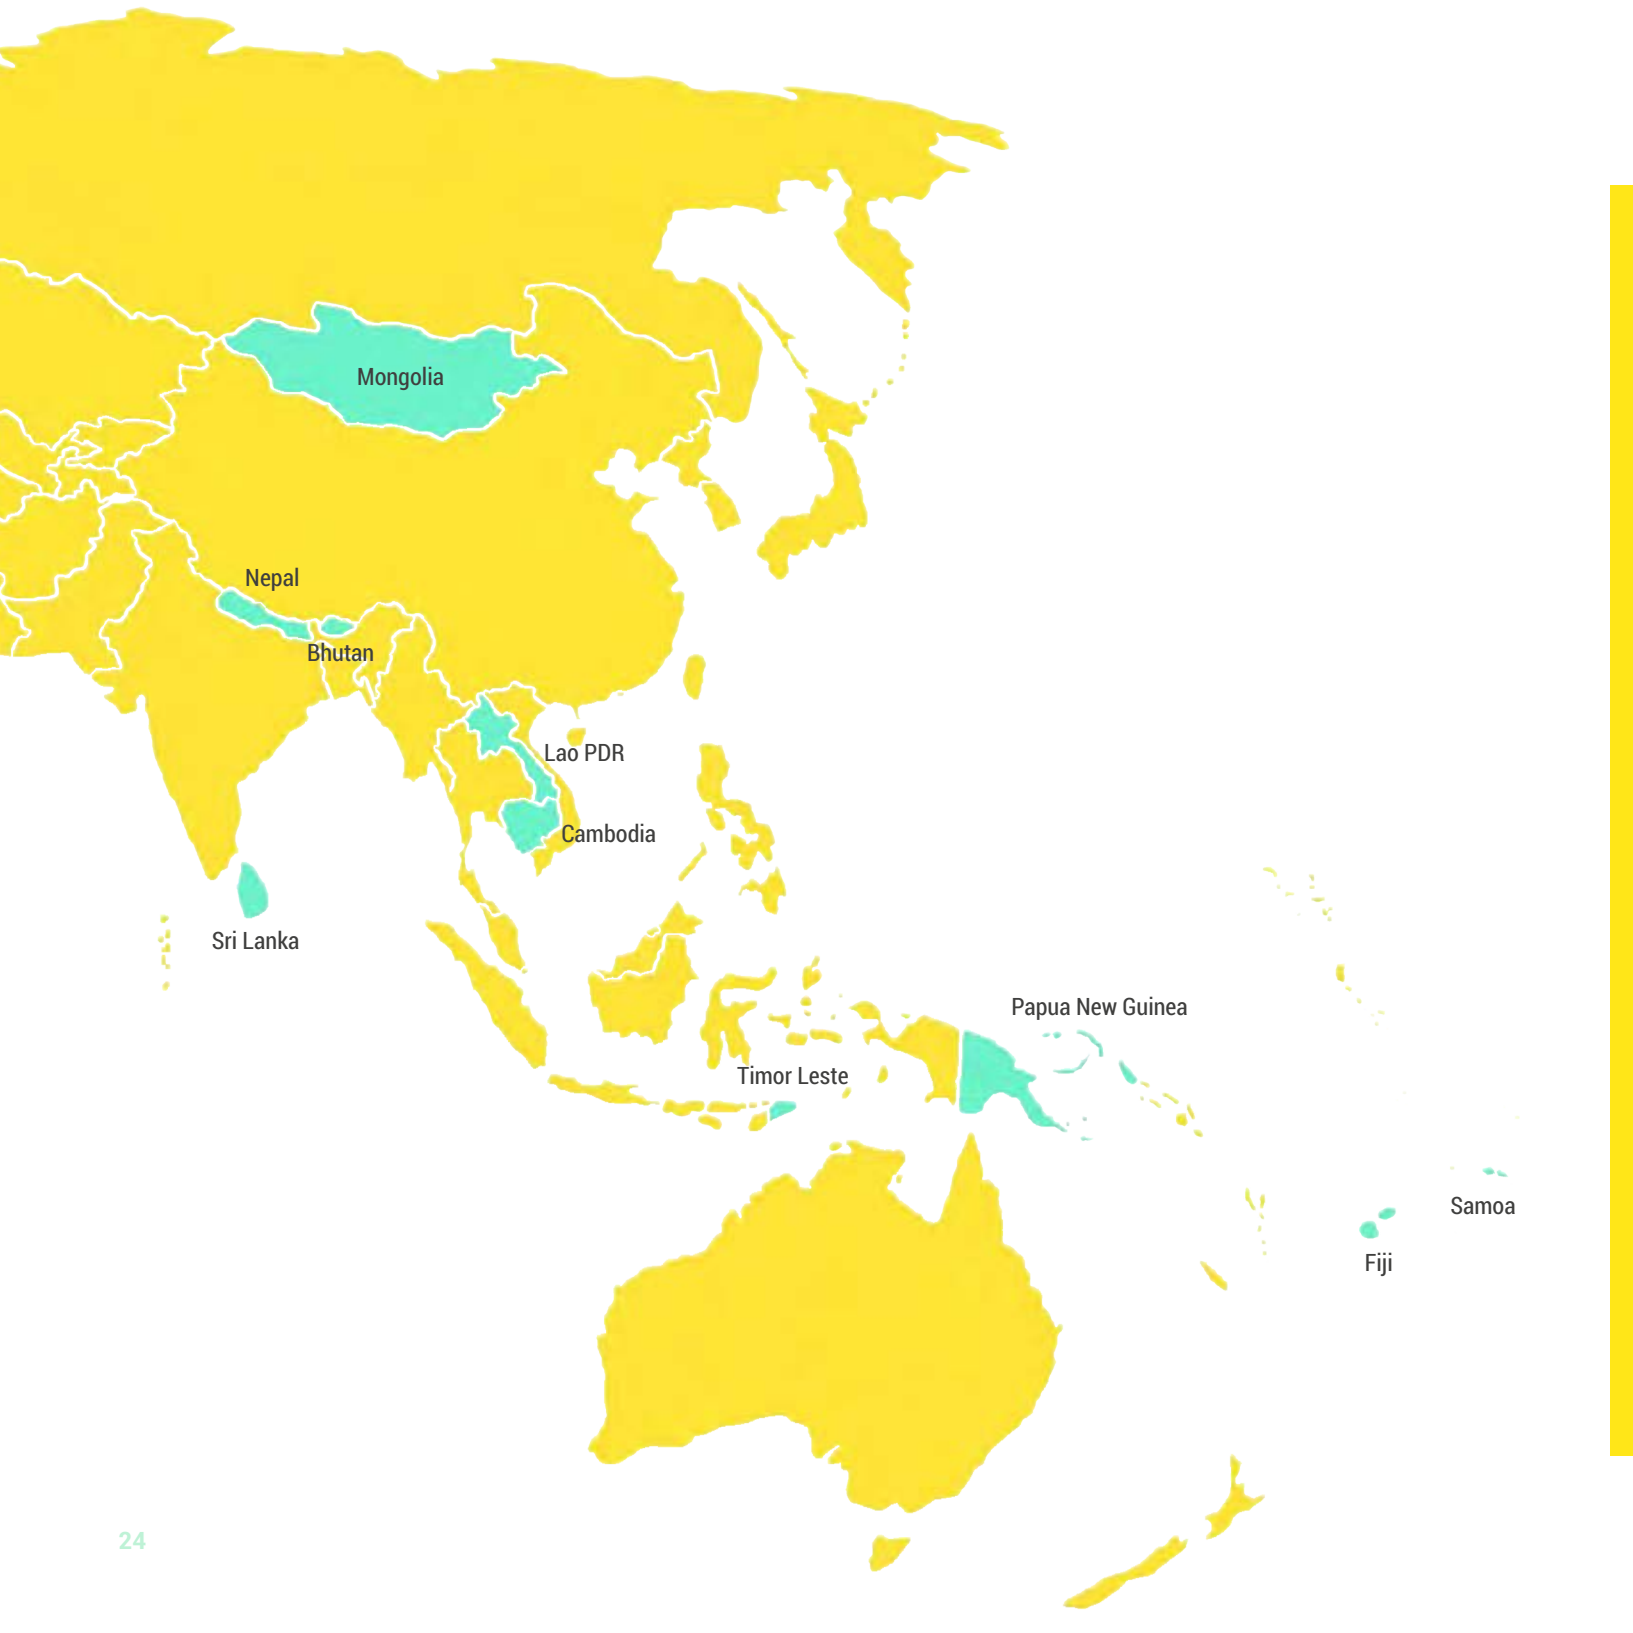 Mongolia
Nepal
Bhutan
Lao PDR
Cambodia
Sri Lanka
Papua New Guinea
Timor Leste
Samoa
Fiji
24